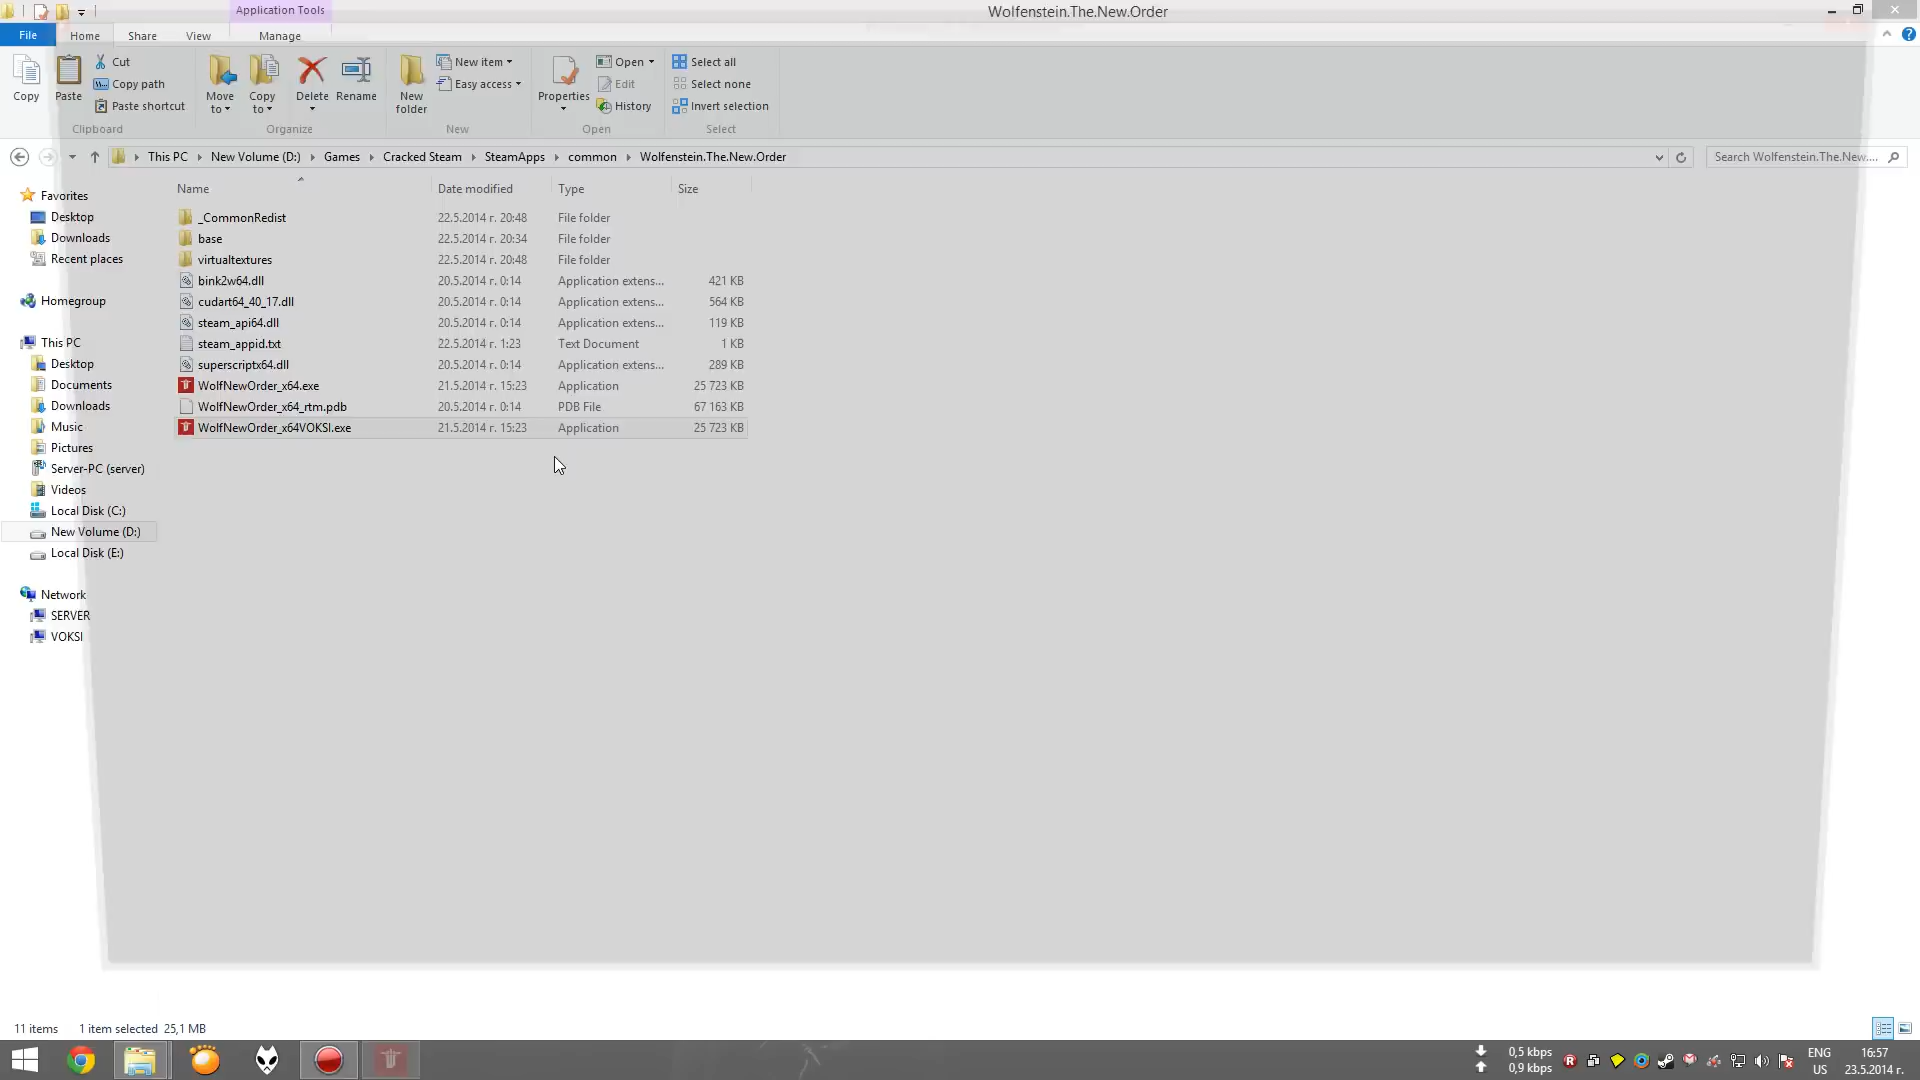 Application Tools
Wolfenstein.The.New.Order
File Home Share View Manage
Copy
Paste
Cut
Copy path
Paste shortcut
Clipboard
Move to
Copy to
Delete
Rename
Organize
New folder
New item
Easy access
New
Properties
Open
Edit
History
Open
Select all
Select none
Invert selection
Select
This PC New Volume (D:) Games Cracked Steam SteamApps common Wolfenstein.The.New.Order
Search Wolfenstein.The.New....
Favorites
Desktop
Downloads
Recent places
Homegroup
This PC
Desktop
Documents
Downloads
Music
Pictures
Server-PC (server)
Videos
Local Disk (C:)
New Volume (D:)
Local Disk (E:)
Network
SERVER
VOKSI
Name Date modified Type Size
_CommonRedist 22.5.2014 г. 20:48 File folder
base 22.5.2014 г. 20:34 File folder
virtualtextures 22.5.2014 г. 20:48 File folder
bink2w64.dll 20.5.2014 г. 0:14 Application extens... 421 KB
cudart64_40_17.dll 20.5.2014 г. 0:14 Application extens... 564 KB
steam_api64.dll 20.5.2014 г. 0:14 Application extens... 119 KB
steam_appid.txt 22.5.2014 г. 1:23 Text Document 1 KB
superscriptx64.dll 20.5.2014 г. 0:14 Application extens... 289 KB
WolfNewOrder_x64.exe 21.5.2014 г. 15:23 Application 25 723 KB
WolfNewOrder_x64_rtm.pdb 20.5.2014 г. 0:14 PDB File 67 163 KB
WolfNewOrder_x64VOKSI.exe 21.5.2014 г. 15:23 Application 25 723 KB
11 items 1 item selected 25,1 MB
0,5 kbps
0,9 kbps
ENG
US
16:57
23.5.2014 г.